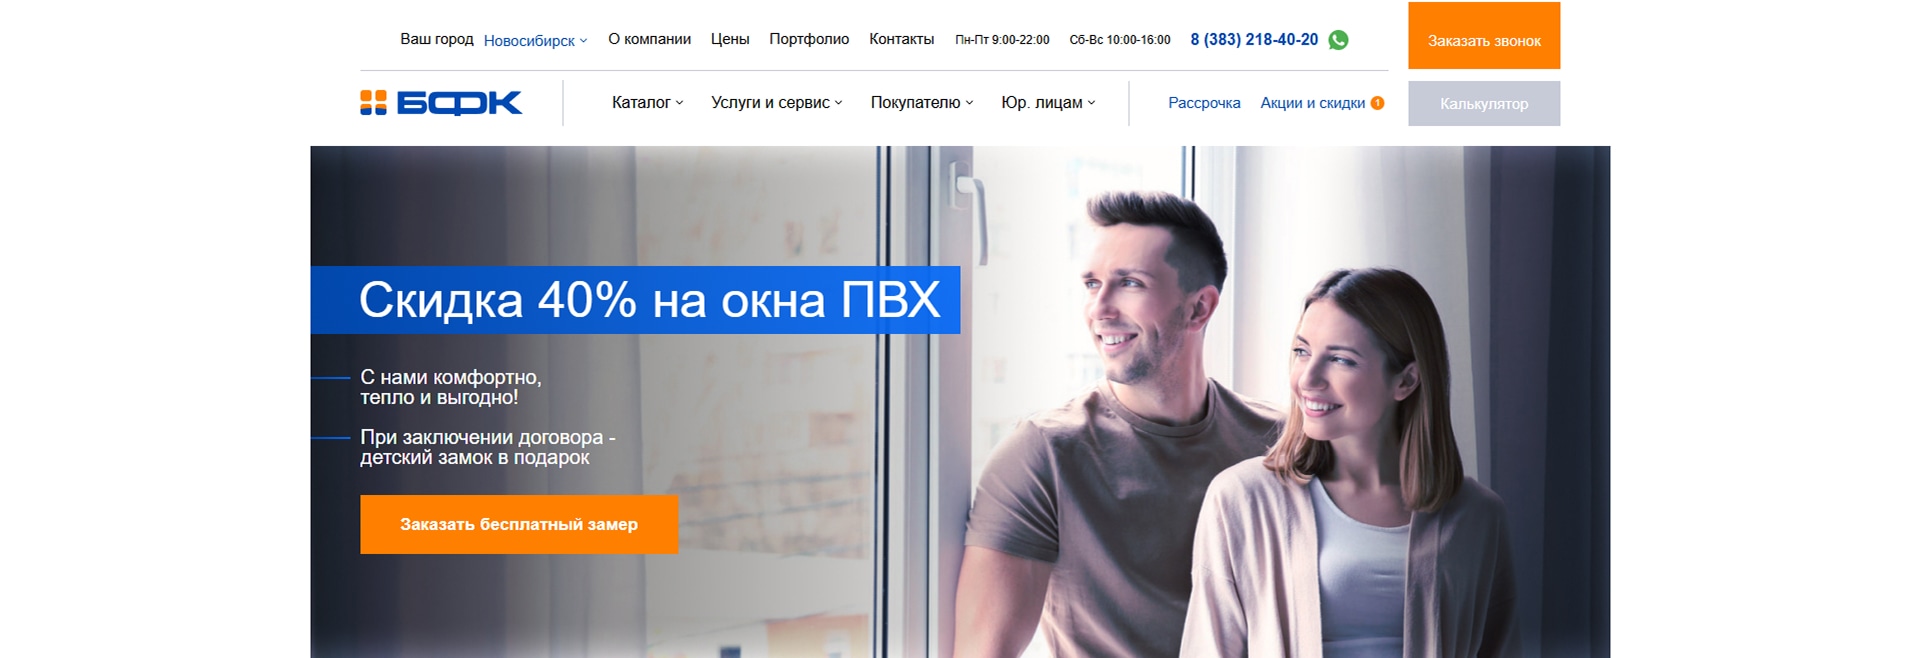 Ваш город Новосибирск О компании Цены Портфолио Контакты Пн-Пт 9:00-22:00 Сб-Вс 10:00-16:00 8 (383) 218-40-20 Заказать звонок
БФК Каталог Услуги и сервис Покупателю Юр. лицам Рассрочка Акции и скидки 1 Калькулятор
Скидка 40% на окна ПВХ
С нами комфортно,
тепло и выгодно!
При заключении договора -
детский замок в подарок
Заказать бесплатный замер